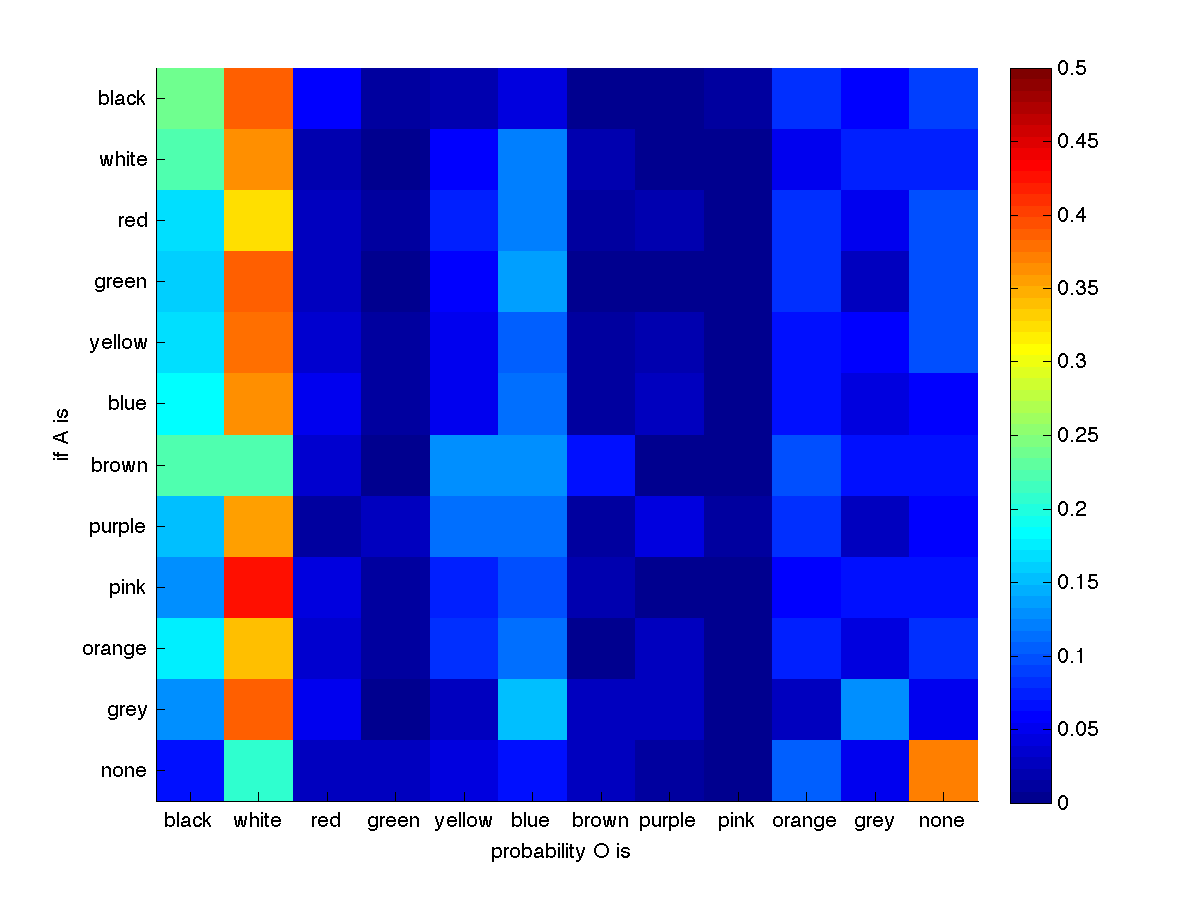 black
white
red
green
yellow
blue
brown
purple
pink
orange
grey
none
if A is
black white red green yellow blue brown purple pink orange grey none
probability O is
0.5
0.45
0.4
0.35
0.3
0.25
0.2
0.15
0.1
0.05
0